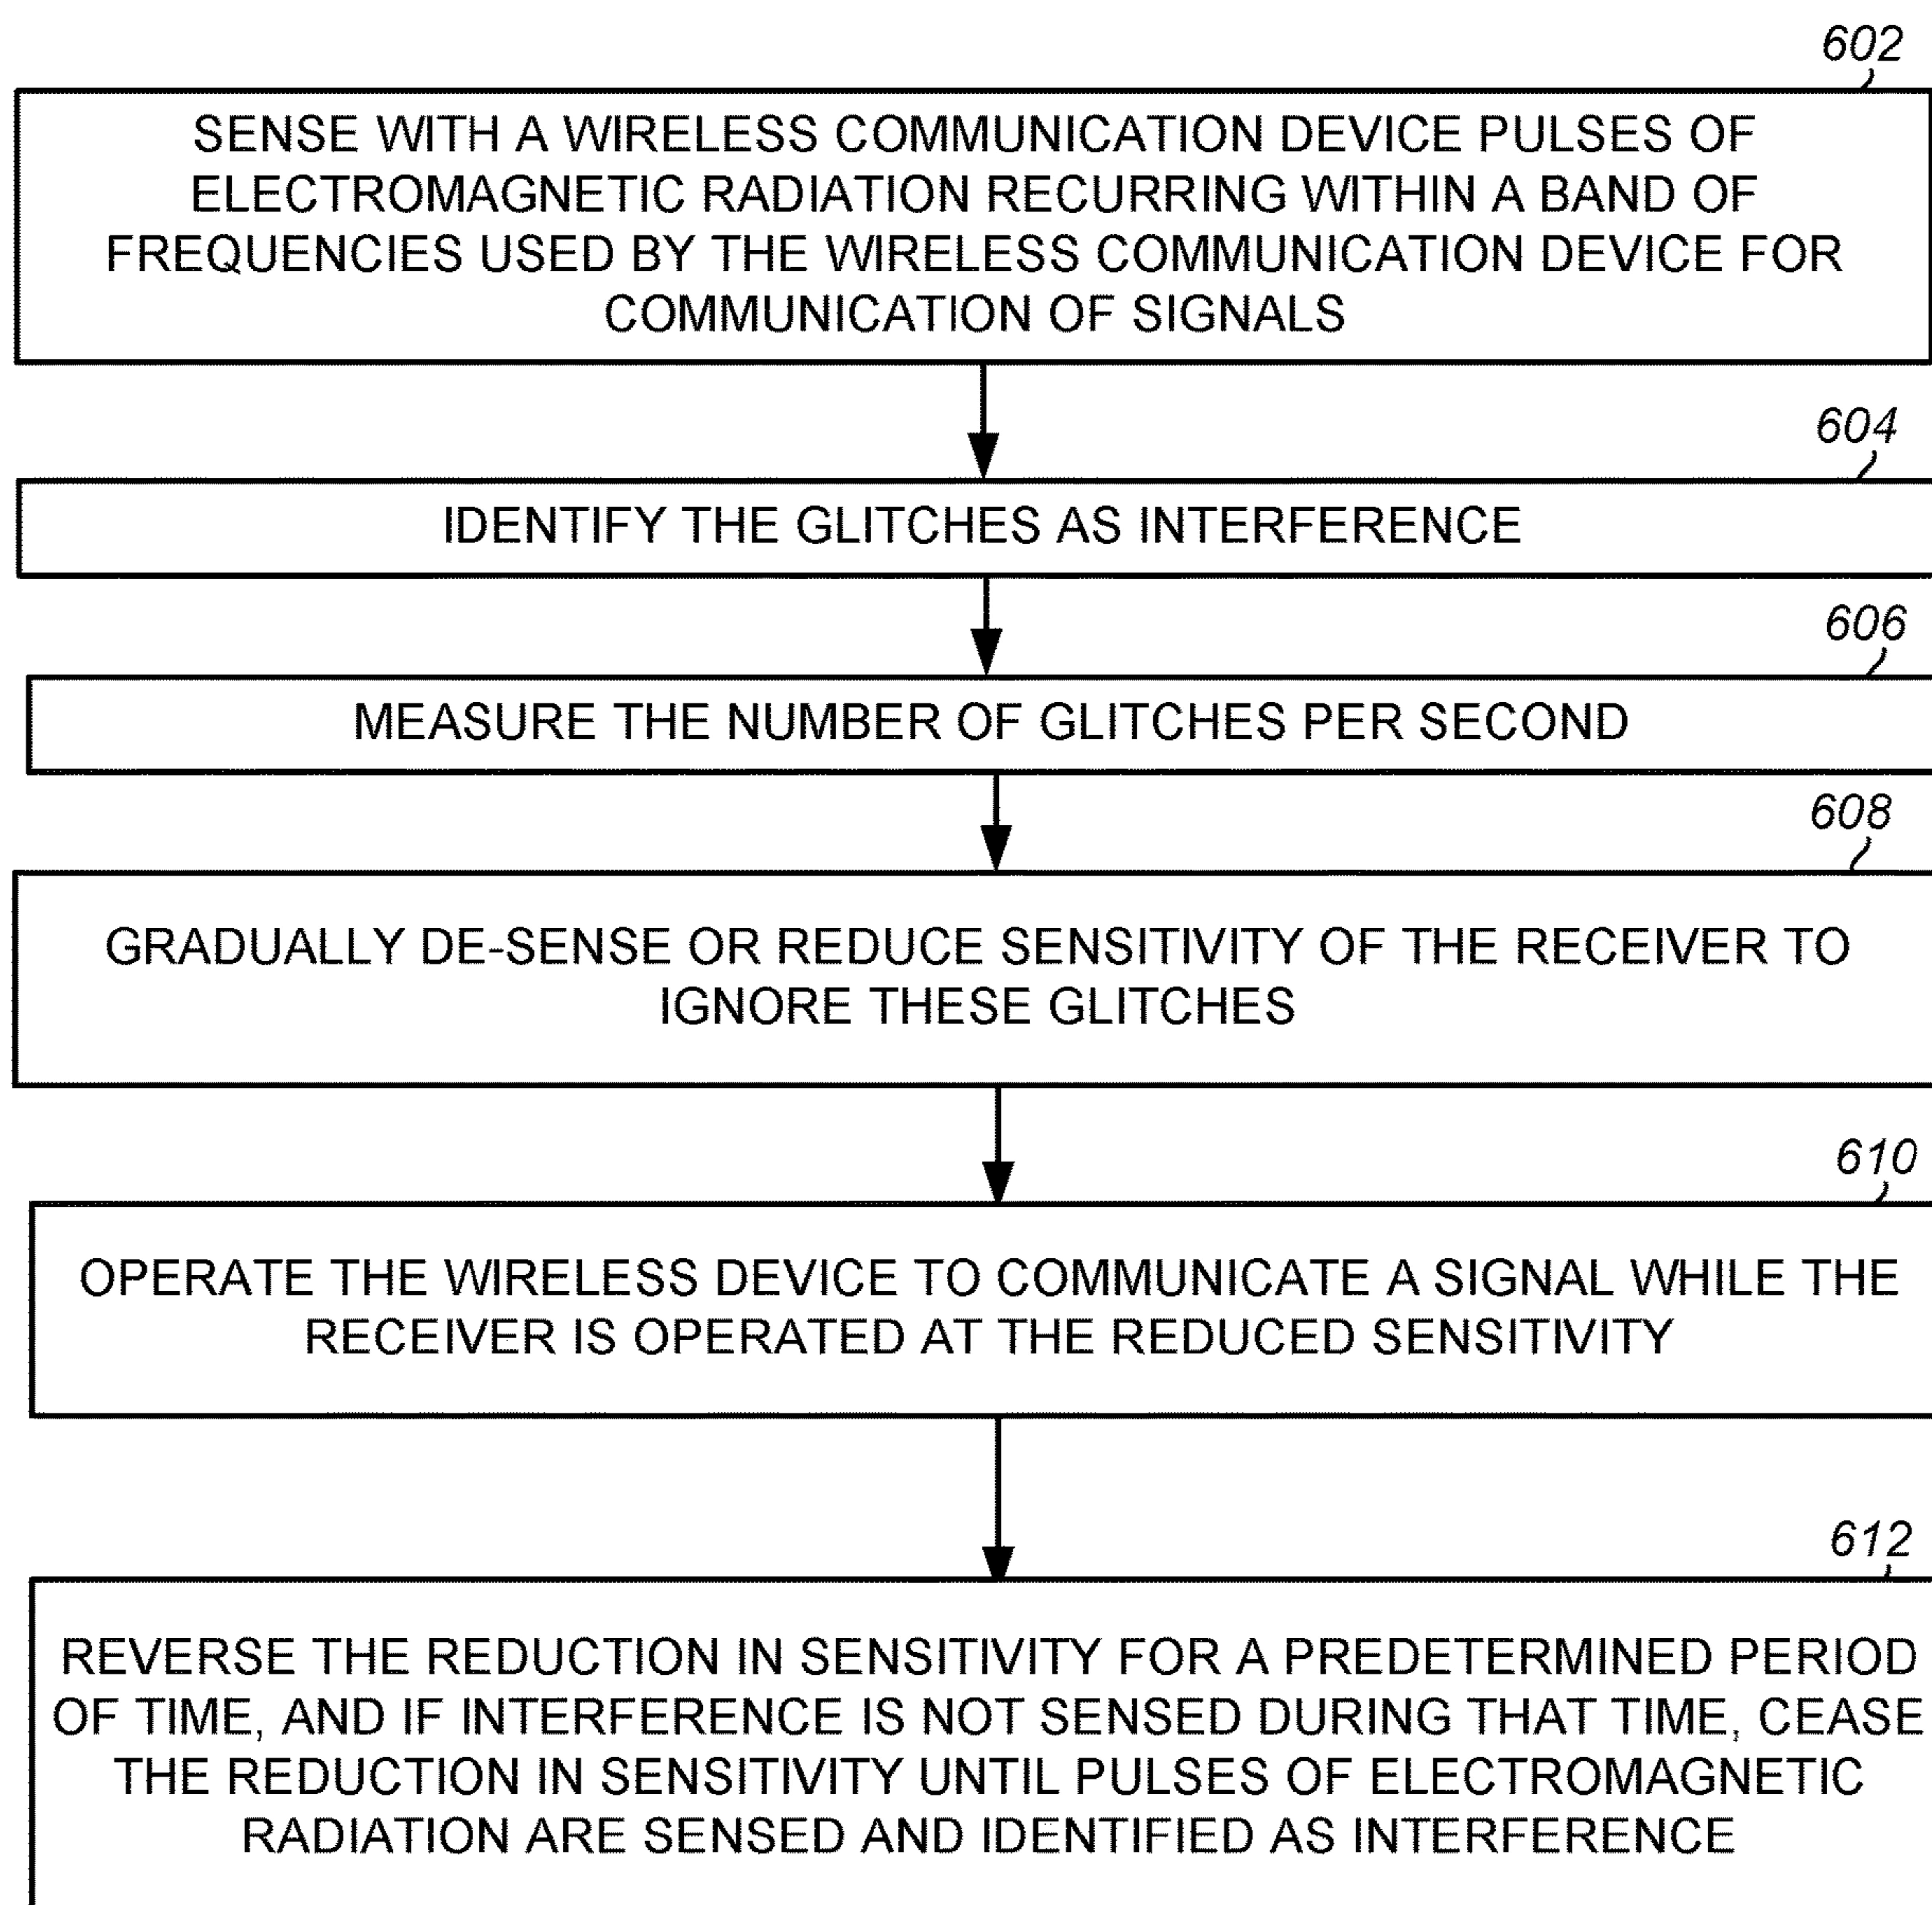 602
SENSE WITH A WIRELESS COMMUNICATION DEVICE PULSES OF
ELECTROMAGNETIC RADIATION RECURRING WITHIN A BAND OF
FREQUENCIES USED BY THE WIRELESS COMMUNICATION DEVICE FOR
COMMUNICATION OF SIGNALS
604
IDENTIFY THE GLITCHES AS INTERFERENCE
606
MEASURE THE NUMBER OF GLITCHES PER SECOND
608
GRADUALLY DE-SENSE OR REDUCE SENSITIVITY OF THE RECEIVER TO
IGNORE THESE GLITCHES
610
OPERATE THE WIRELESS DEVICE TO COMMUNICATE A SIGNAL WHILE THE
RECEIVER IS OPERATED AT THE REDUCED SENSITIVITY
612
REVERSE THE REDUCTION IN SENSITIVITY FOR A PREDETERMINED PERIOD
OF TIME, AND IF INTERFERENCE IS NOT SENSED DURING THAT TIME, CEASE
THE REDUCTION IN SENSITIVITY UNTIL PULSES OF ELECTROMAGNETIC
RADIATION ARE SENSED AND IDENTIFIED AS INTERFERENCE